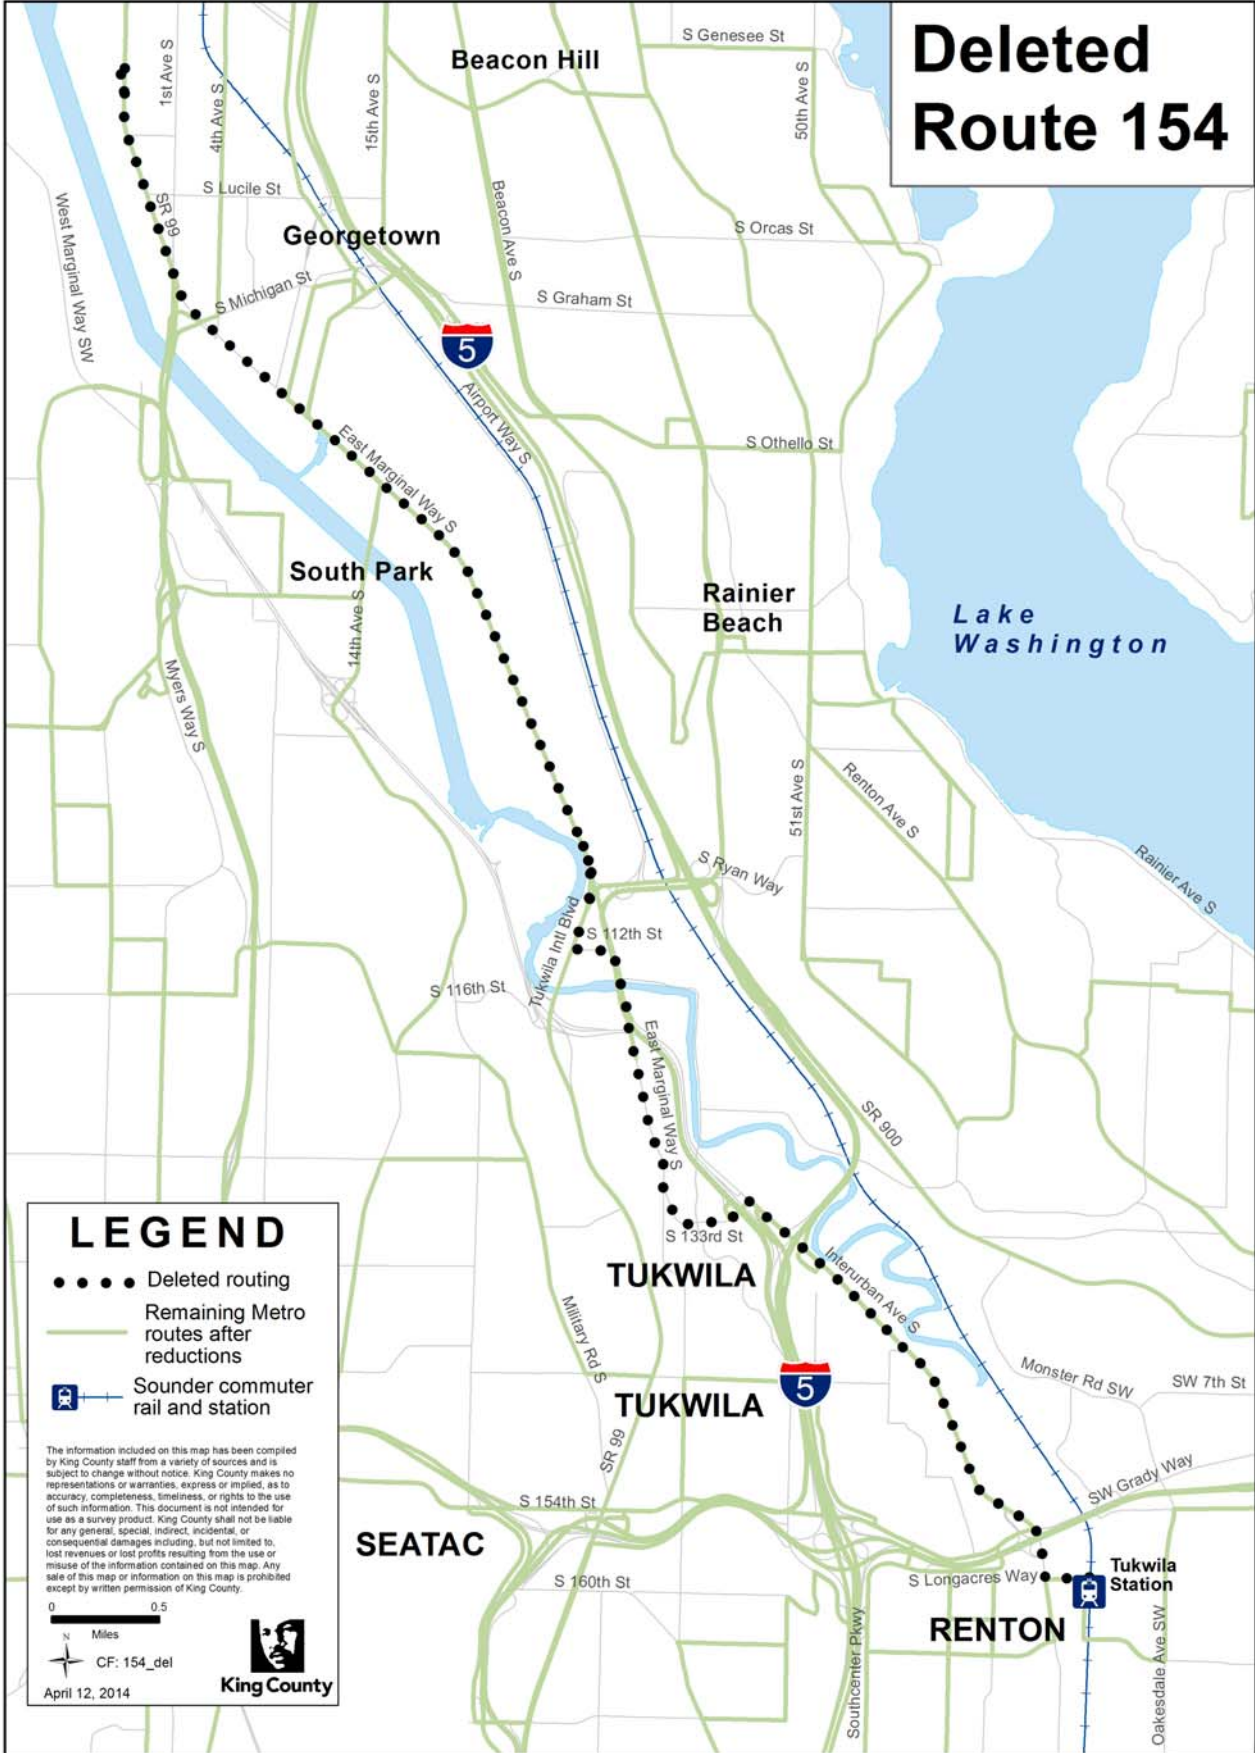 Deleted
Route 154
S Genesee St
Beacon Hill
1st Ave S
4th Ave S
15th Ave S
50th Ave S
S Lucile St
SR 99
Beacon Ave S
West Marginal Way SW
Georgetown
S Orcas St
S Michigan St
S Graham St
5
Airport Way S
East Marginal Way S
S Othello St
South Park
Rainier
Beach
Lake
Washington
14th Ave S
Myers Way S
51st Ave S
Renton Ave S
S Ryan Way
Rainier Ave S
Tukwila Intl Blvd
S 112th St
S 116th St
East Marginal Way S
SR 900
S 133rd St
TUKWILA
Interurban Ave S
Military Rd S
5
TUKWILA
Monster Rd SW
SW 7th St
SR 99
SW Grady Way
S 154th St
SEATAC
S 160th St
S Longacres Way
Tukwila
Station
RENTON
Southcenter Pkwy
Oakesdale Ave SW
LEGEND
Deleted routing
Remaining Metro
routes after
reductions
Sounder commuter
rail and station
The information included on this map has been compiled
by King County staff from a variety of sources and is
subject to change without notice. King County makes no
representations or warranties, express or implied, as to
accuracy, completeness, timeliness, or rights to the use
of such information. This document is not intended for
use as a survey product. King County shall not be liable
for any general, special, indirect, incidental, or
consequential damages including, but not limited to,
lost revenues or lost profits resulting from the use or
misuse of the information contained on this map. Any
sale of this map or information on this map is prohibited
except by written permission of King County.
0 0.5
Miles
N
CF: 154_del
April 12, 2014
King County